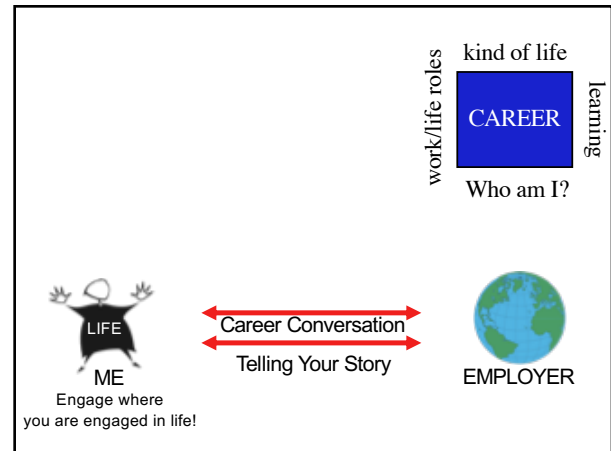 kind of life
work/life roles
CAREER
learning
Who am I?
LIFE
Career Conversation
Telling Your Story
ME
EMPLOYER
Engage where
you are engaged in life!